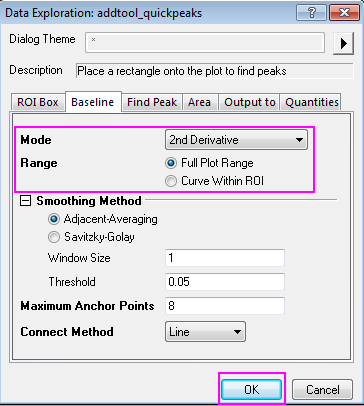 Data Exploration: addtool_quickpeaks
Dialog Theme *
Description Place a rectangle onto the plot to find peaks
ROI Box Baseline Find Peak Area Output to Quantities
Mode 2nd Derivative
Range Full Plot Range
Curve Within ROI
Smoothing Method
Adjacent-Averaging
Savitzky-Golay
Window Size 1
Threshold 0.05
Maximum Anchor Points 8
Connect Method Line
OK Cancel